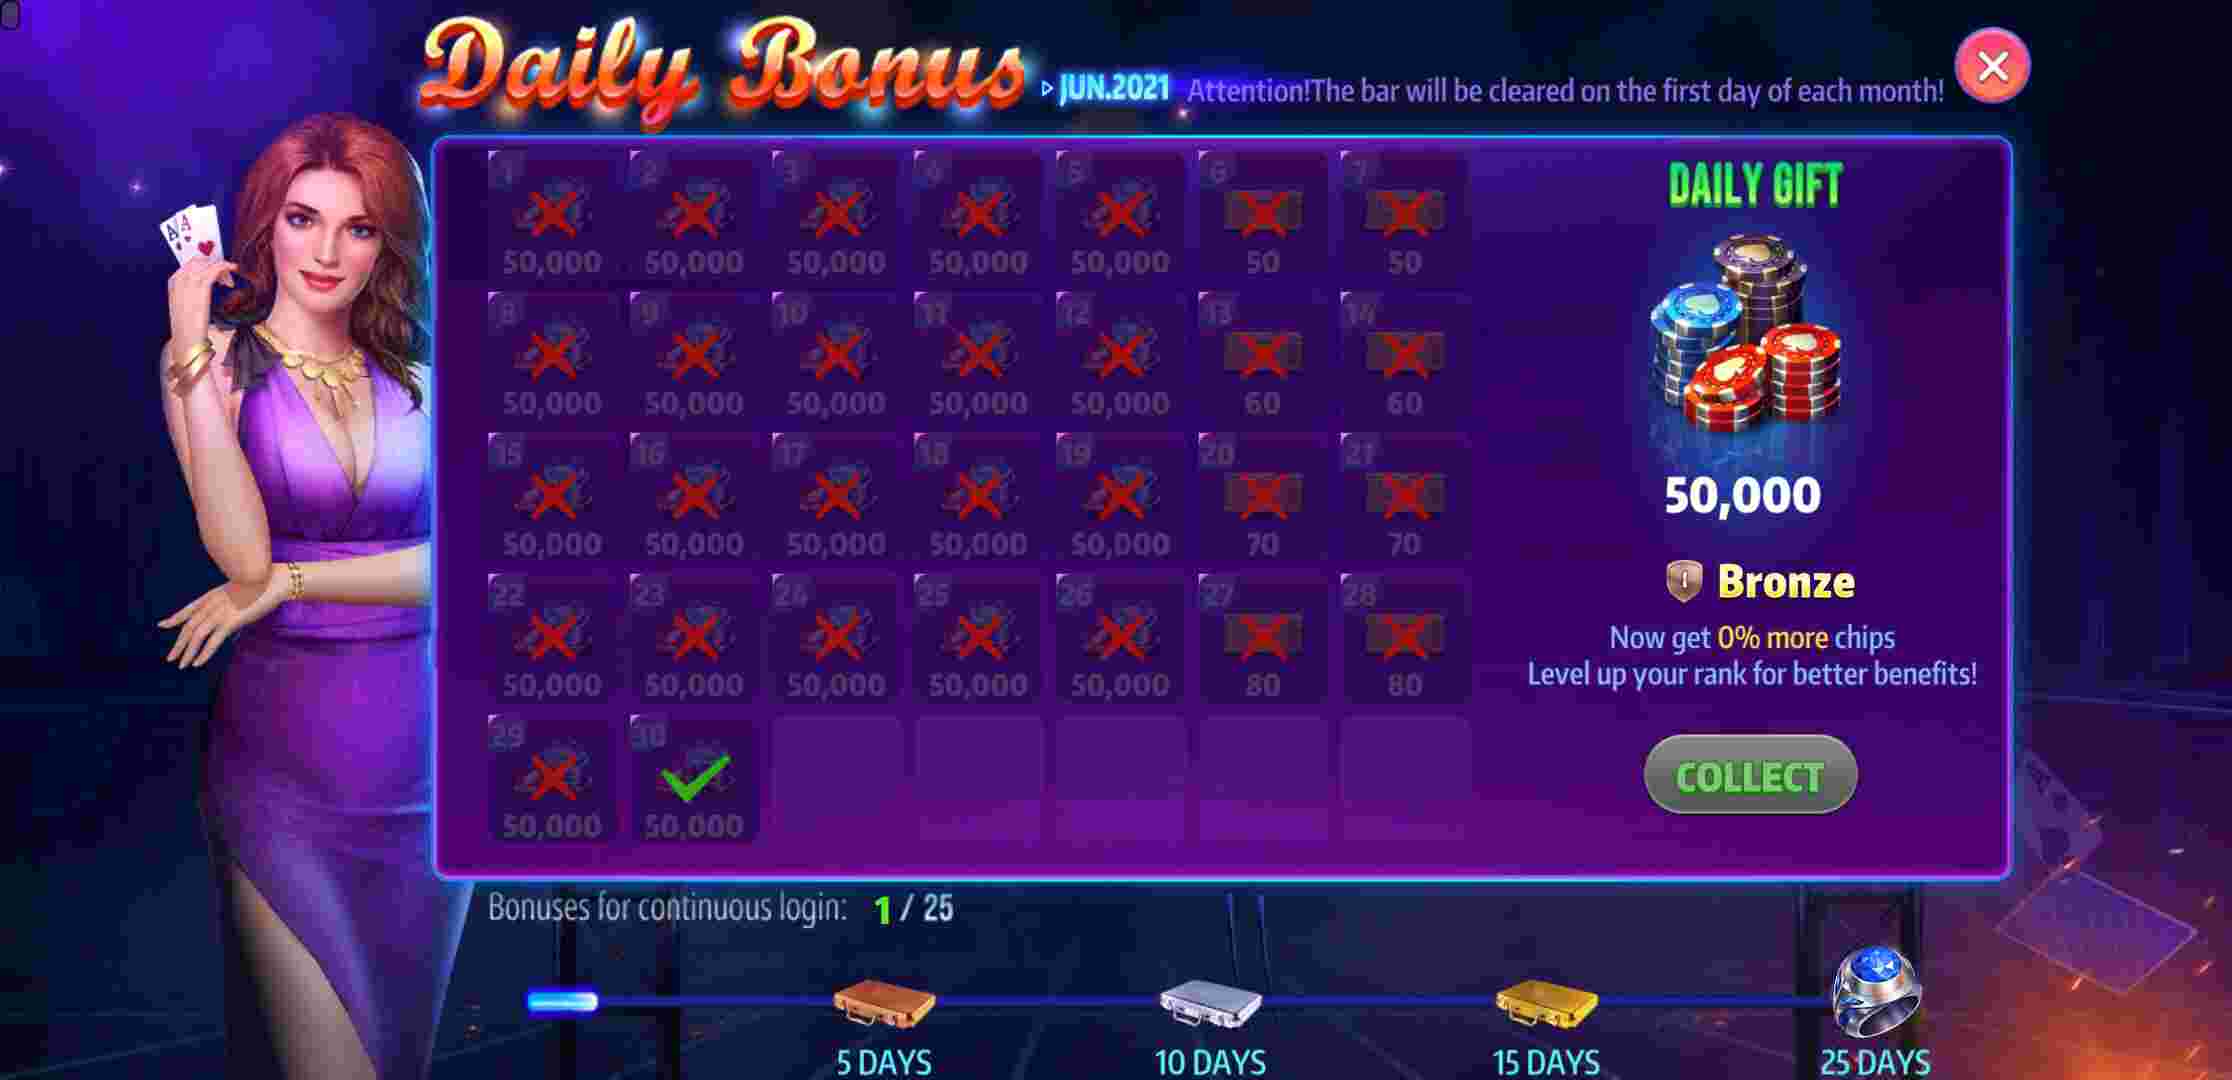 Daily Bonus
JUN.2021
Attention!The bar will be cleared on the first day of each month!
1 2 3 4 5 6 7
50,000 50,000 50,000 50,000 50,000 50 50
8 9 10 11 12 13 14
50,000 50,000 50,000 50,000 50,000 60 60
15 16 17 18 19 20 21
50,000 50,000 50,000 50,000 50,000 70 70
22 23 24 25 26 27 28
50,000 50,000 50,000 50,000 50,000 80 80
29 30
50,000 50,000
DAILY GIFT
50,000
Bronze
Now get 0% more chips
Level up your rank for better benefits!
COLLECT
Bonuses for continuous login: 1 / 25
5 DAYS 10 DAYS 15 DAYS 25 DAYS
A A